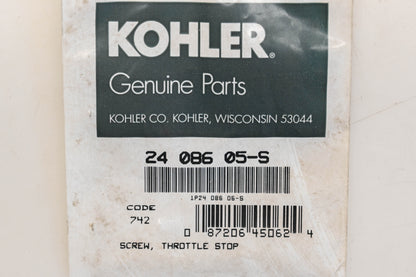 KOHLER®
Genuine Parts
KOHLER CO. KOHLER, WISCONSIN 53044
24 086 05-S
1P24 086 05-S
CODE
742
0 87206 45062 4
SCREW, THROTTLE STOP